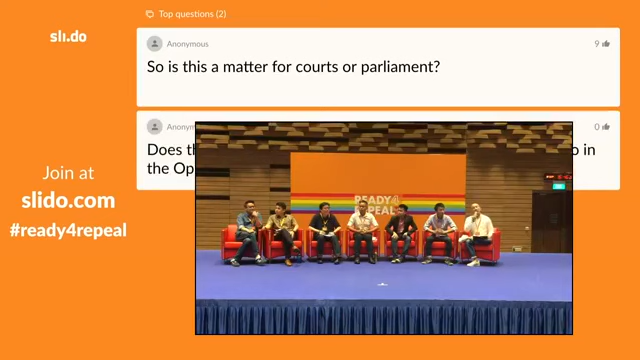 Top questions (2)
sli.do
Anonymous
9
So is this a matter for courts or parliament?
Anonym
0
Does th
o in
the Op
Join at
slido.com
#ready4repeal
READY4
REPEAL